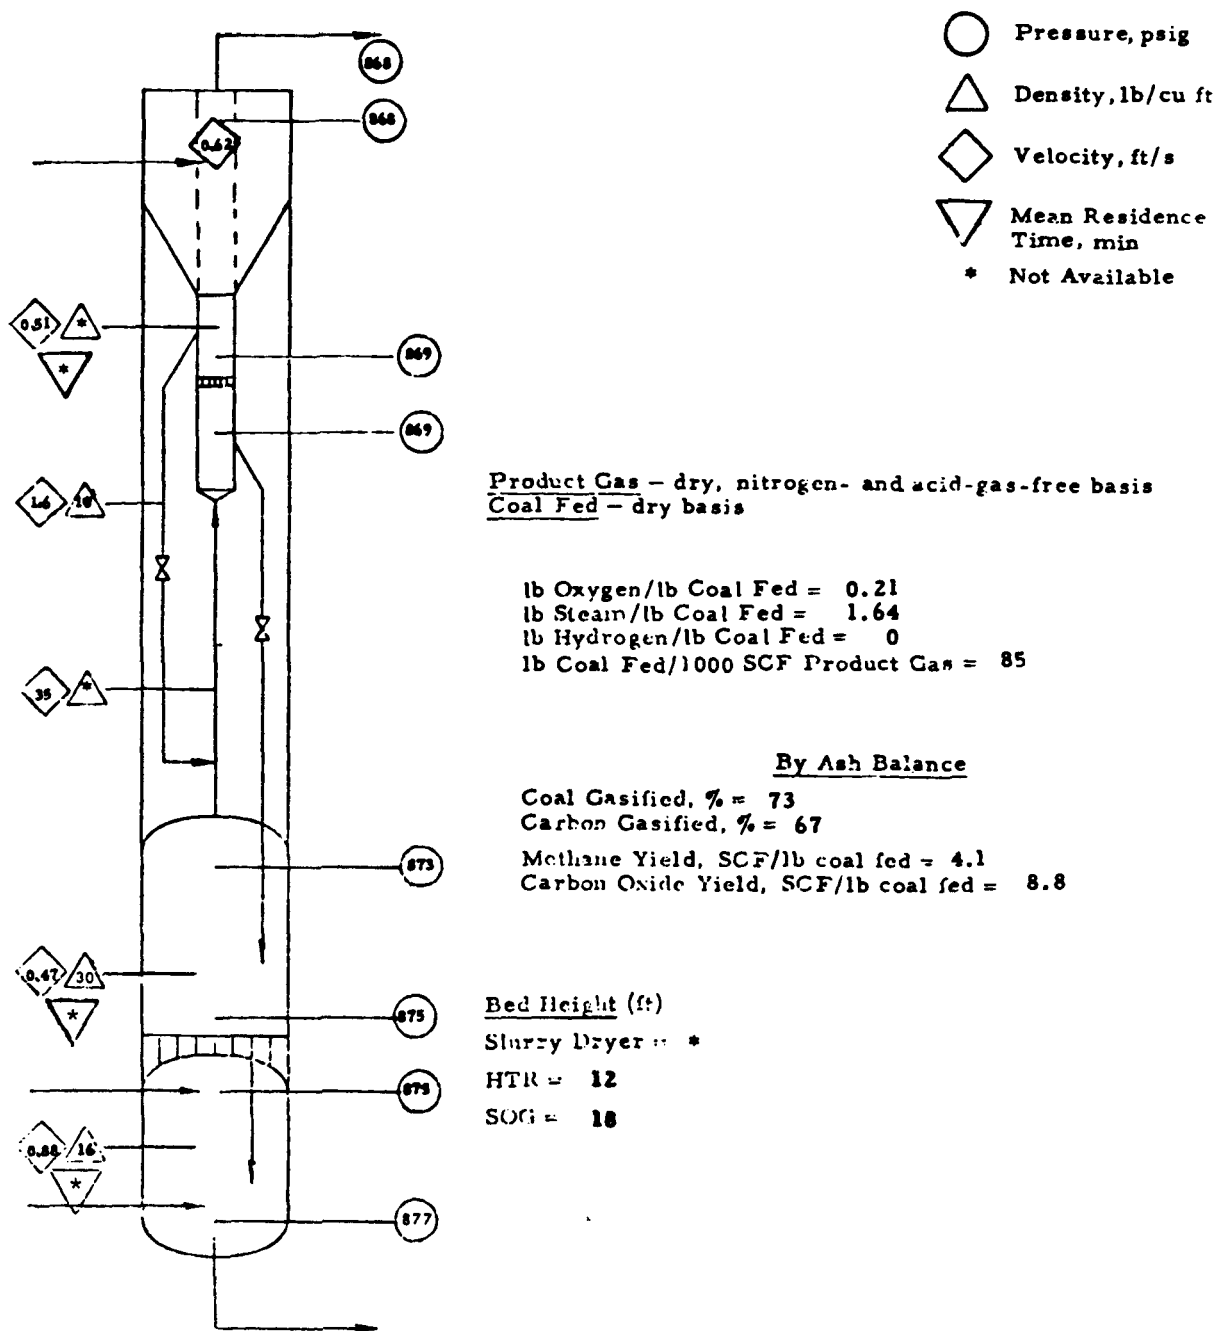 Pressure, psig
Density, lb/cu ft
Velocity, ft/s
Mean Residence
Time, min
* Not Available
868
868
0.62
0.51 *
*
869
869
1.6 18
Product Gas – dry, nitrogen- and acid-gas-free basis
Coal Fed – dry basis
lb Oxygen/lb Coal Fed = 0.21
lb Steam/lb Coal Fed = 1.64
lb Hydrogen/lb Coal Fed = 0
lb Coal Fed/1000 SCF Product Gas = 85
35 *
By Ash Balance
Coal Gasified, % = 73
Carbon Gasified, % = 67
Methane Yield, SCF/lb coal fed = 4.1
Carbon Oxide Yield, SCF/lb coal fed = 8.8
873
0.47 30
*
875
Bed Height (ft)
Slurry Dryer = *
HTR = 12
SOG = 18
875
0.88 16
*
877